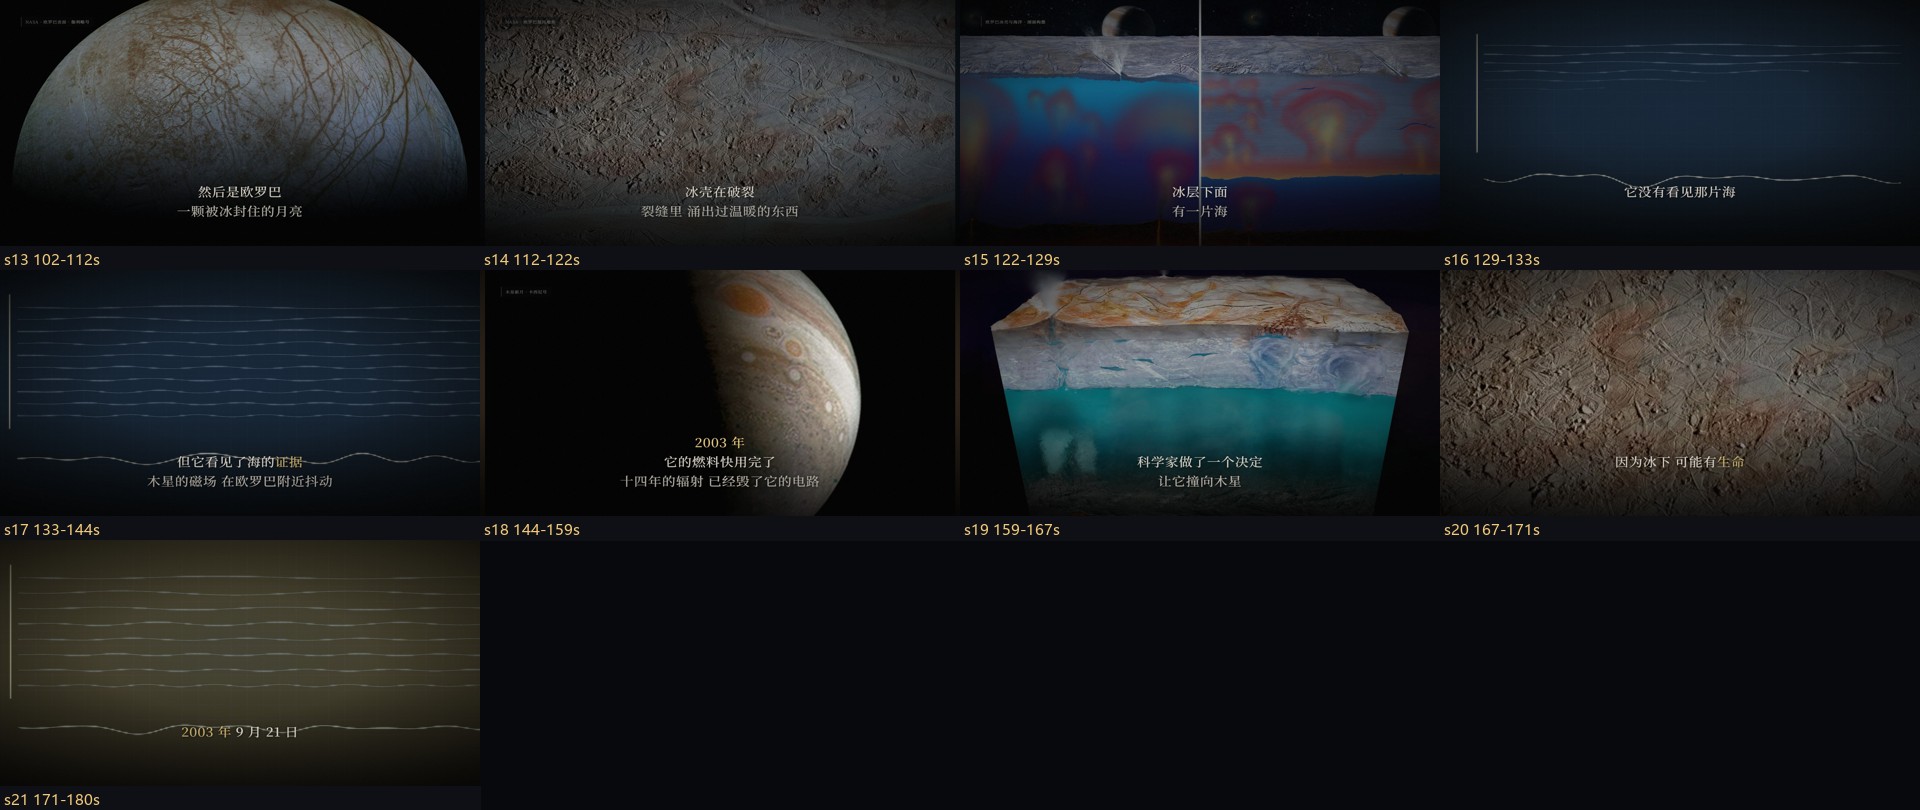 然后是欧罗巴
一颗被冰封住的月亮
s13 102-112s
冰壳在破裂
裂缝里 涌出过温暖的东西
s14 112-122s
冰层下面
有一片海
s15 122-129s
它没有看见那片海
s16 129-133s
但它看见了海的证据
木星的磁场 在欧罗巴附近抖动
s17 133-144s
2003 年
它的燃料快用完了
十四年的辐射 已经毁了它的电路
s18 144-159s
科学家做了一个决定
让它撞向木星
s19 159-167s
因为冰下 可能有生命
s20 167-171s
2003 年 9 月 21 日
s21 171-180s